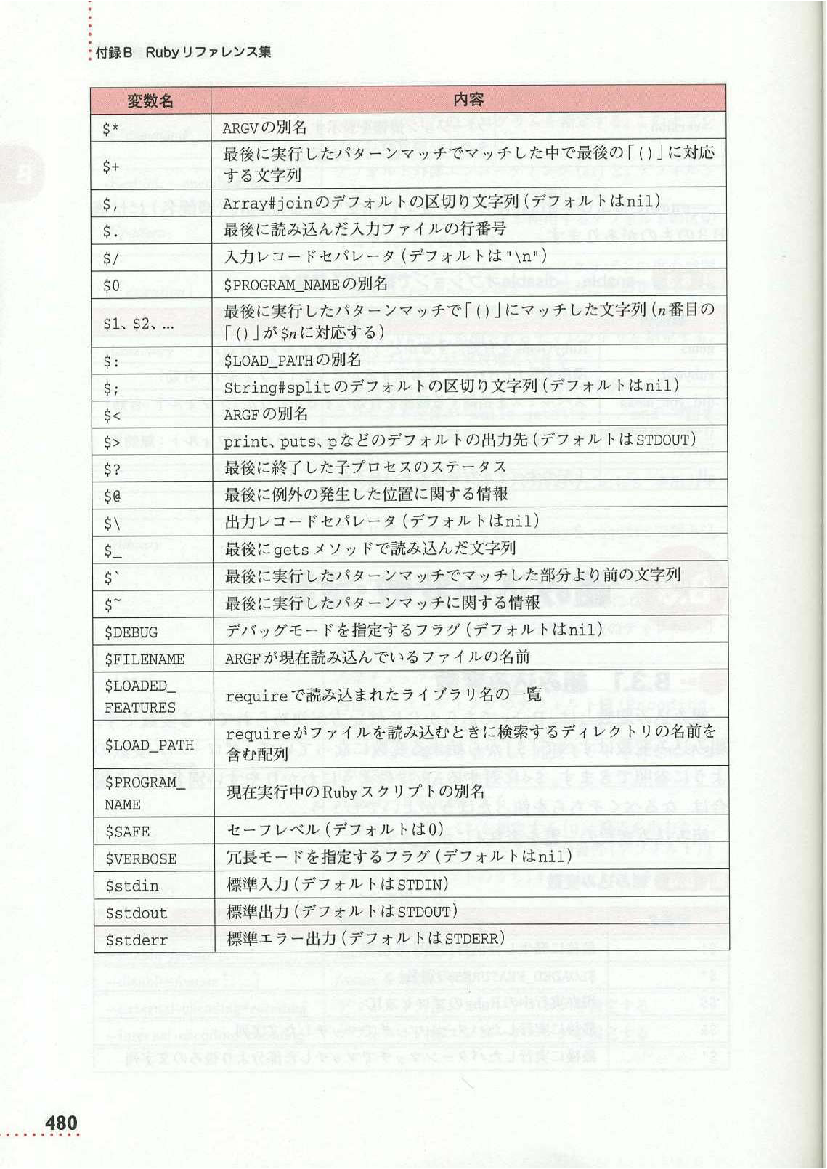 付録B Rubyリファレンス集
変数名 内容
$* ARGVの別名
$+ 最後に実行したパターンマッチでマッチした中で最後の「()」に対応
する文字列
$, Array#joinのデフォルトの区切り文字列(デフォルトはnil)
$. 最後に読み込んだ入力ファイルの行番号
$/ 入力レコードセパレータ(デフォルトは"\n")
$0 $PROGRAM_NAMEの別名
$1、$2、… 最後に実行したパターンマッチで「()」にマッチした文字列(n番目の
「()」が$nに対応する)
$: $LOAD_PATHの別名
$; String#splitのデフォルトの区切り文字列(デフォルトはnil)
$< ARGFの別名
$> print、puts、pなどのデフォルトの出力先(デフォルトはSTDOUT)
$? 最後に終了した子プロセスのステータス
$@ 最後に例外の発生した位置に関する情報
$\ 出力レコードセパレータ(デフォルトはnil)
$_ 最後にgetsメソッドで読み込んだ文字列
$` 最後に実行したパターンマッチでマッチした部分より前の文字列
$~ 最後に実行したパターンマッチに関する情報
$DEBUG デバッグモードを指定するフラグ(デフォルトはnil)
$FILENAME ARGFが現在読み込んでいるファイルの名前
$LOADED_
FEATURES requireで読み込まれたライブラリ名の一覧
$LOAD_PATH requireがファイルを読み込むときに検索するディレクトリの名前を
含む配列
$PROGRAM_
NAME 現在実行中のRubyスクリプトの別名
$SAFE セーフレベル(デフォルトは0)
$VERBOSE 冗長モードを指定するフラグ(デフォルトはnil)
$stdin 標準入力(デフォルトはSTDIN)
$stdout 標準出力(デフォルトはSTDOUT)
$stderr 標準エラー出力(デフォルトはSTDERR)
480